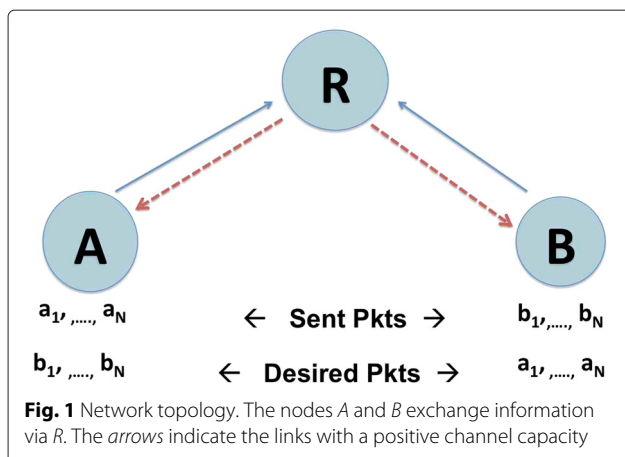 R
A
B
a1, ,...., aN ← Sent Pkts → b1,,...., bN
b1, ,...., bN ← Desired Pkts → a1, ,...., aN
Fig. 1 Network topology. The nodes A and B exchange information
via R. The arrows indicate the links with a positive channel capacity